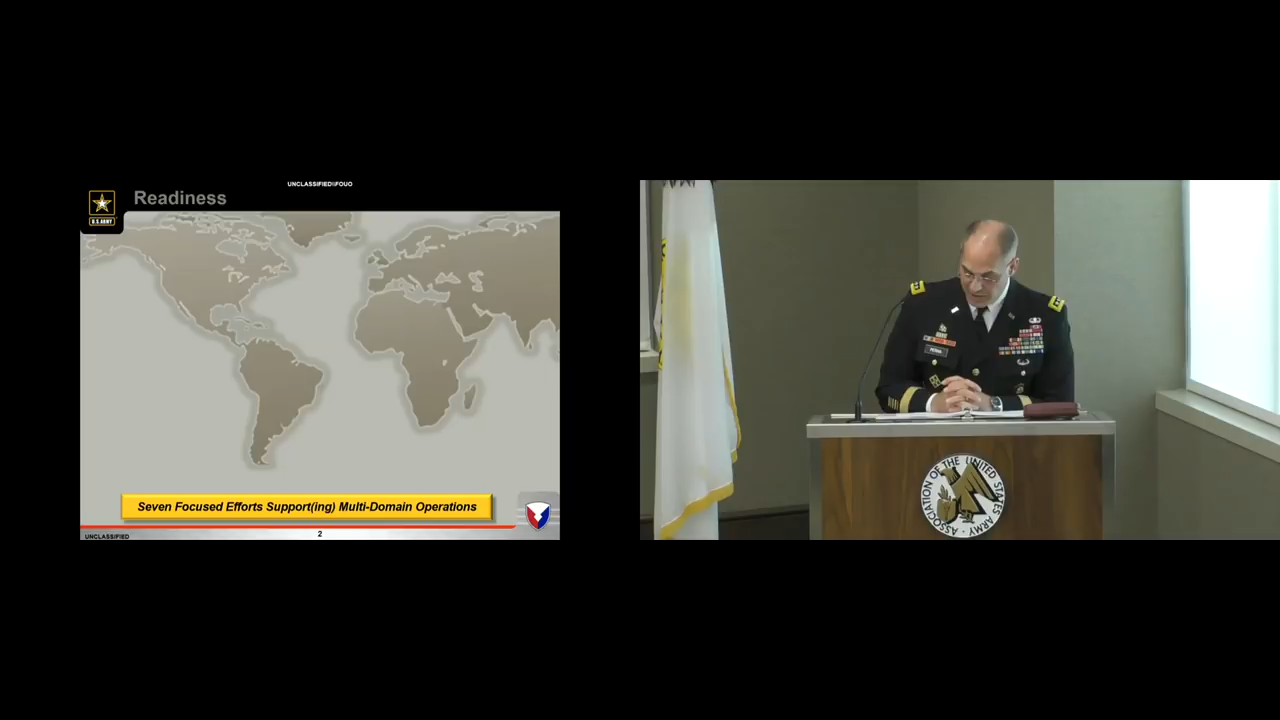 UNCLASSIFIED\\FOUO
Readiness
U.S. ARMY
Seven Focused Efforts Support(ing) Multi-Domain Operations
UNCLASSIFIED
2
PERNA
ASSOCIATION OF THE UNITED STATES ARMY